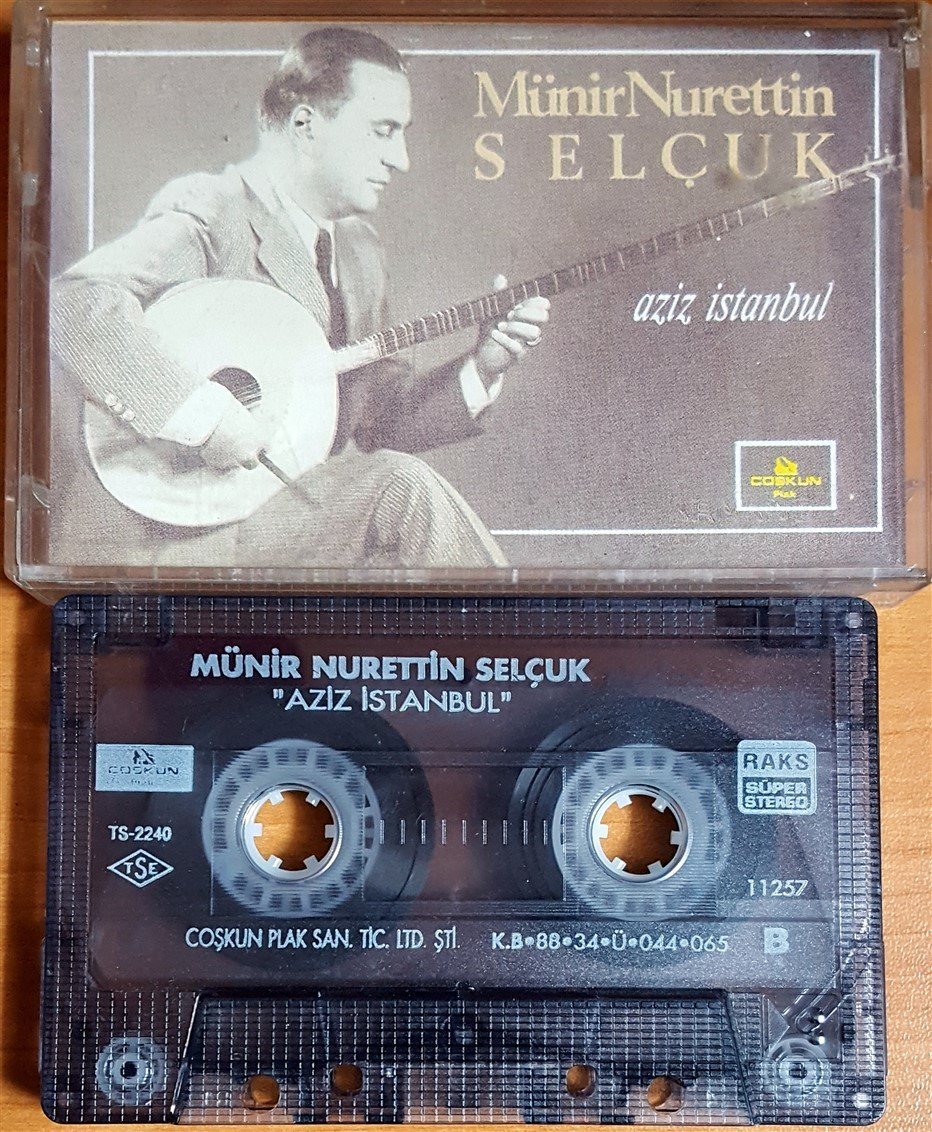 Münir Nurettin
SELÇUK
aziz istanbul
COŞKUN
Plak
MÜNİR NURETTİN SELÇUK
"AZİZ İSTANBUL"
COŞKUN
Plak
RAKS
SÜPER
STEREO
TS-2240
TSE
11257
COŞKUN PLAK SAN. TİC. LTD. ŞTİ. K.B•88•34•Ü•044•065 B